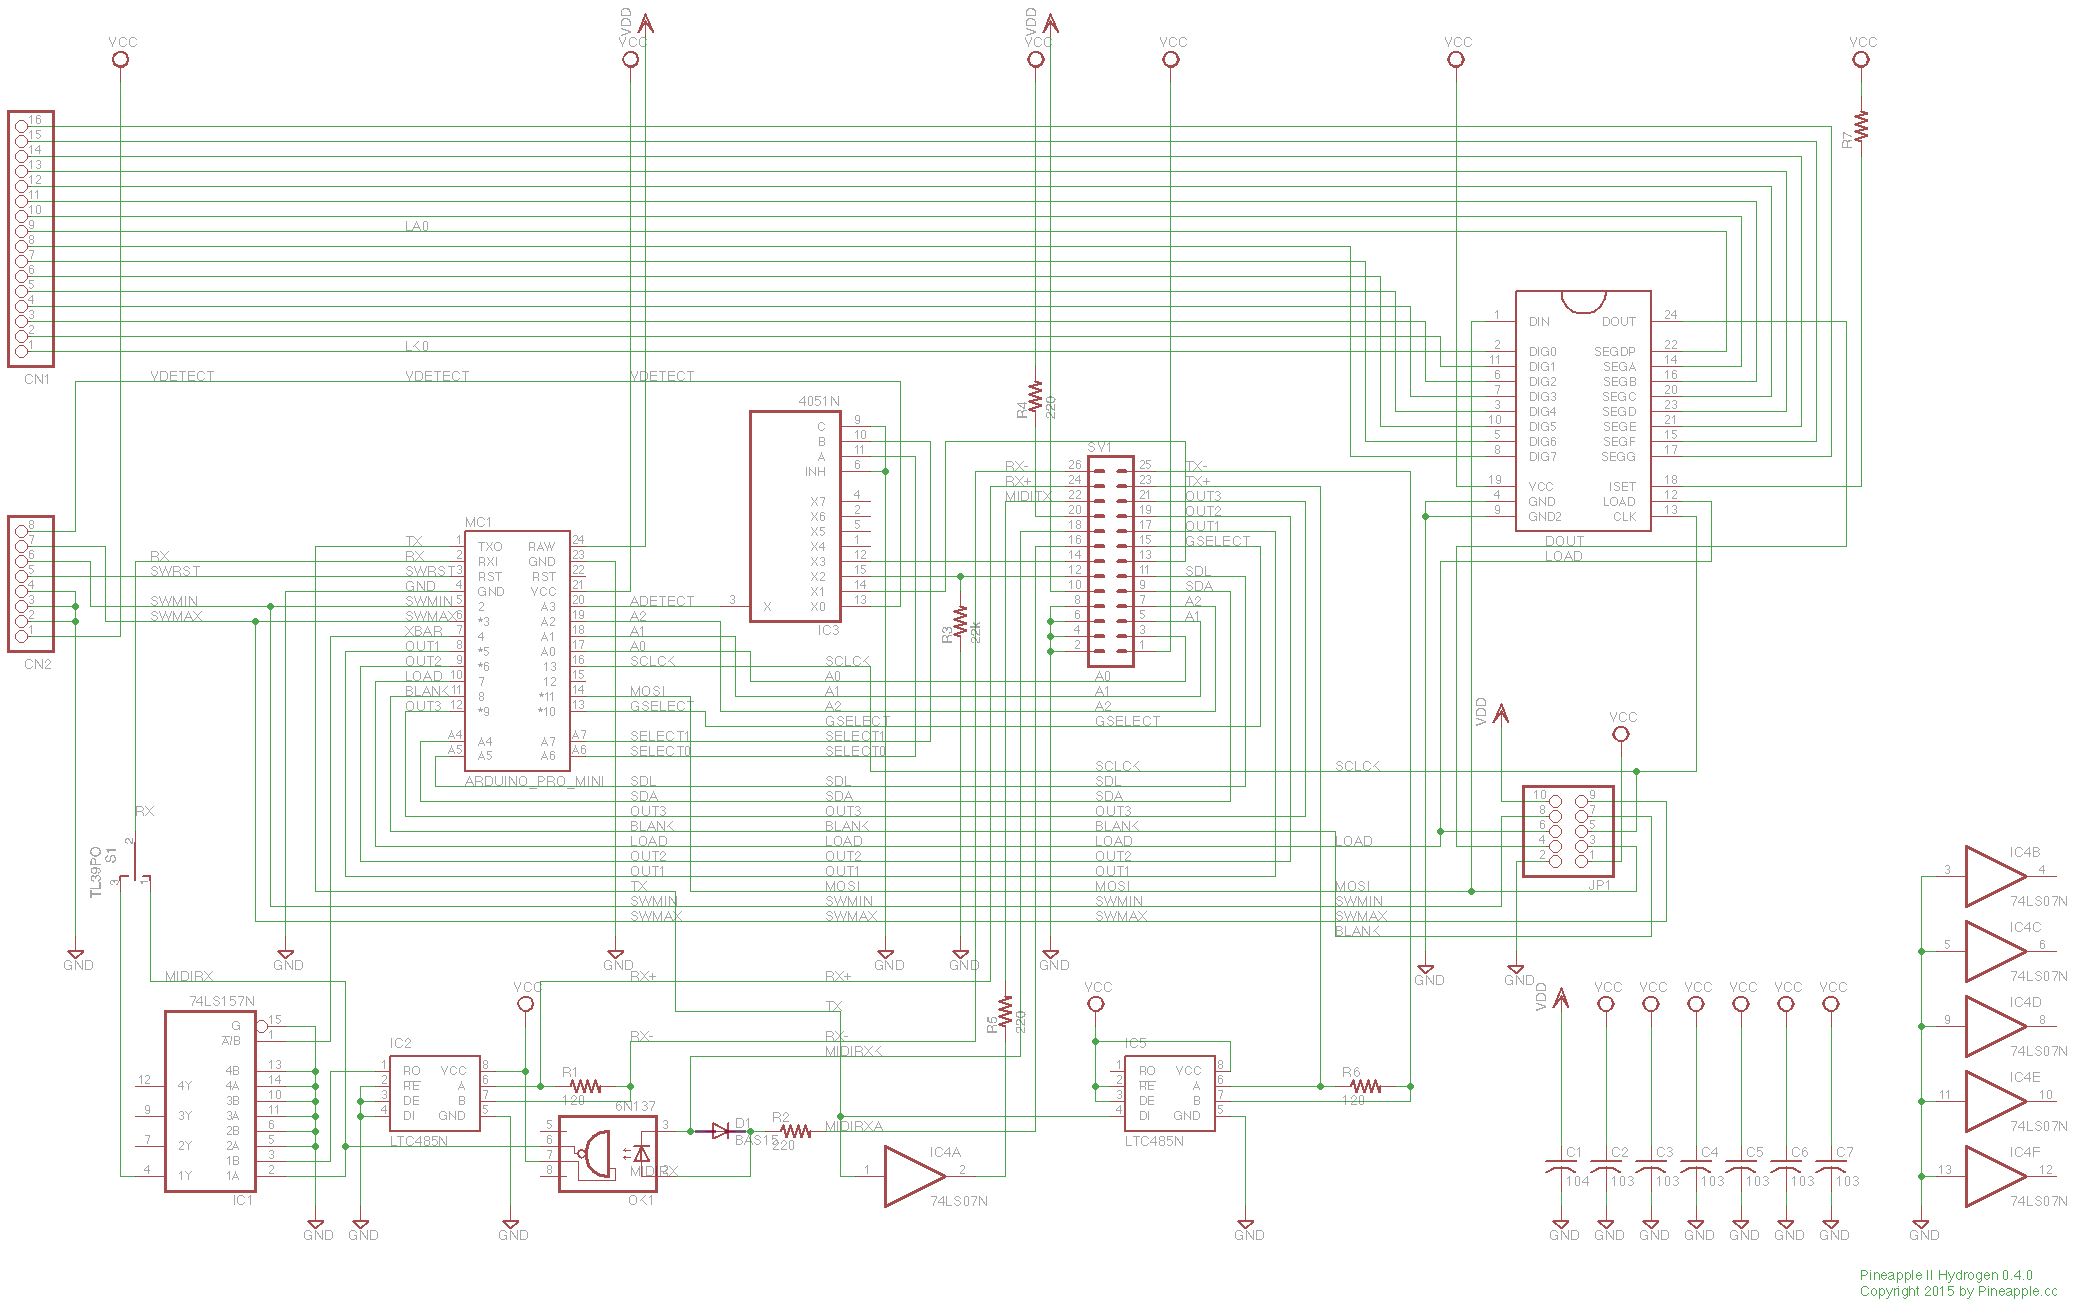 VDD
VDD
VCC
VCC
VCC
VCC
VCC
VCC
16
15
14
13
12
11
10
9
8
7
6
5
4
3
2
1
CN1
LA0
LK0
R7
VDETECT
VDETECT
VDETECT
8
7
6
5
4
3
2
1
CN2
RX
SWRST
SWMIN
SWMAX
TX
RX
SWRST
GND
SWMIN
SWMAX
XBAR
OUT1
OUT2
LOAD
BLANK
OUT3
MC1
1 TXO RAW 24
2 RXI GND 23
3 RST RST 22
4 GND VCC 21
5 2 A3 20
6 *3 A2 19
7 4 A1 18
8 *5 A0 17
9 *6 13 16
10 7 12 15
11 8 *11 14
12 *9 *10 13
A4 A4 A7 A7
A5 A5 A6 A6
ARDUINO_PRO_MINI
ADETECT
A2
A1
A0
SCLCK
MOSI
GSELECT
SELECT1
SELECT0
4051N
C 9
B 10
A 11
INH 6
X7 4
X6 2
X5 5
X4 1
X3 12
X2 15
X1 14
3 X X0 13
IC3
SCLCK
A0
A1
A2
GSELECT
SELECT1
SELECT0
R3
22k
R4
220
SV1
RX- 26 25 TX-
RX+ 24 23 TX+
MIDITX 22 21 OUT3
20 19 OUT2
18 17 OUT1
16 15 GSELECT
14 13
12 11 SDL
10 9 SDA
8 7 A2
6 5 A1
4 3
2 1
A0
A1
A2
GSELECT
1 DIN DOUT 24
2 DIG0 SEGDP 22
11 DIG1 SEGA 14
6 DIG2 SEGB 16
7 DIG3 SEGC 20
3 DIG4 SEGD 23
10 DIG5 SEGE 21
5 DIG6 SEGF 15
8 DIG7 SEGG 17
19 VCC ISET 18
4 GND LOAD 12
9 GND2 CLK 13
DOUT
LOAD
VDD
VCC
10 9
8 7
6 5
4 3
2 1
JP1
SCLCK SCLCK
SDL SDL SDL
SDA SDA SDA
OUT3 OUT3 OUT3
BLANK BLANK BLANK
LOAD LOAD LOAD LOAD
OUT2 OUT2 OUT2
OUT1 OUT1 OUT1
TX MOSI MOSI MOSI
SWMIN SWMIN SWMIN SWMIN
SWMAX SWMAX SWMAX SWMAX
BLANK
RX
TL39PO
S1
2
3
1
GND
GND
GND
GND
GND
GND
GND
GND
MIDIRX
RX+ RX+
TX
RX-
RX-
MIDIRXK
MIDIRXA
MIDIRX
74LS157N
G 15
A/B 1
4B 13
12 4Y 4A 14
3B 10
9 3Y 3A 11
2B 6
7 2Y 2A 5
1B 3
4 1Y 1A 2
IC1
VCC
IC2
1 RO VCC 8
2 RE A 6
3 DE B 7
4 DI GND 5
LTC485N
R1
120
6N137
5
6
7
8
3
2
OK1
D1
BAS15
R2
220
R5
220
IC4A
1 2
74LS07N
VCC
IC5
1 RO VCC 8
2 RE A 6
3 DE B 7
4 DI GND 5
LTC485N
R6
120
VDD VCC VCC VCC VCC VCC VCC
C1 C2 C3 C4 C5 C6 C7
104 103 103 103 103 103 103
GND GND GND GND GND GND GND
IC4B
3 4
74LS07N
IC4C
5 6
74LS07N
IC4D
9 8
74LS07N
IC4E
11 10
74LS07N
IC4F
13 12
74LS07N
GND
GND GND GND GND
GND
Pineapple II Hydrogen 0.4.0
Copyright 2015 by Pineapple.cc